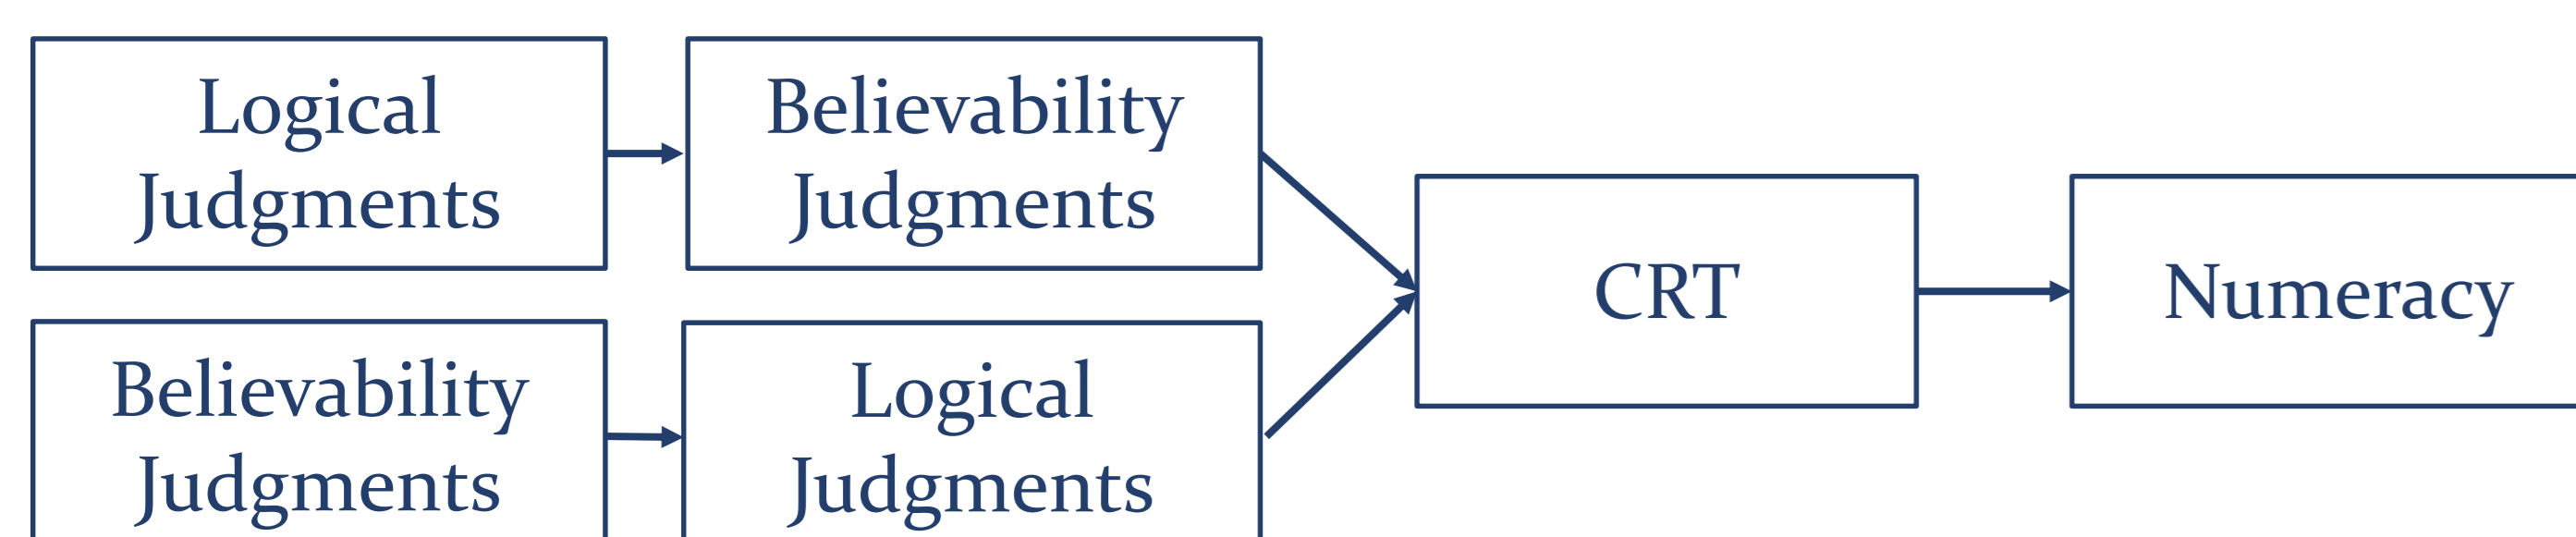 Logical
Judgments
Believability
Judgments
CRT
Numeracy
Believability
Judgments
Logical
Judgments